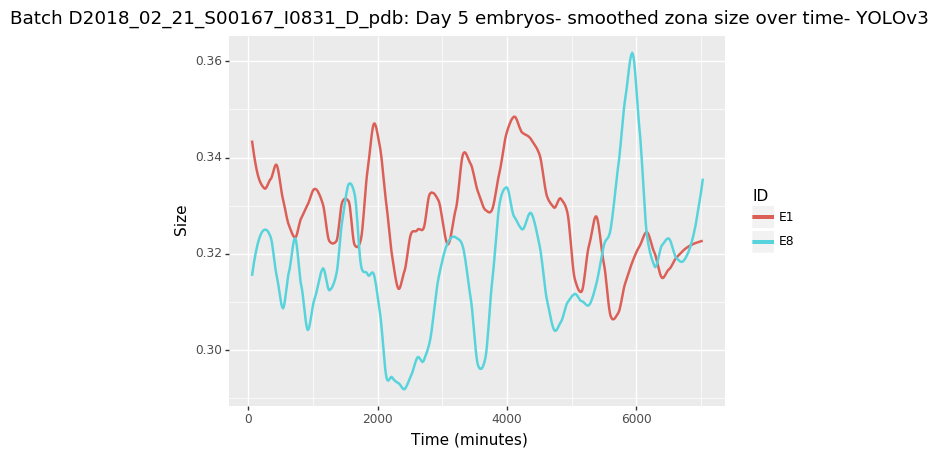 Batch D2018_02_21_S00167_I0831_D_pdb: Day 5 embryos- smoothed zona size over time- YOLOv3
0.36
0.34
0.32
0.30
Size
0
2000
4000
6000
Time (minutes)
ID
E1
E8